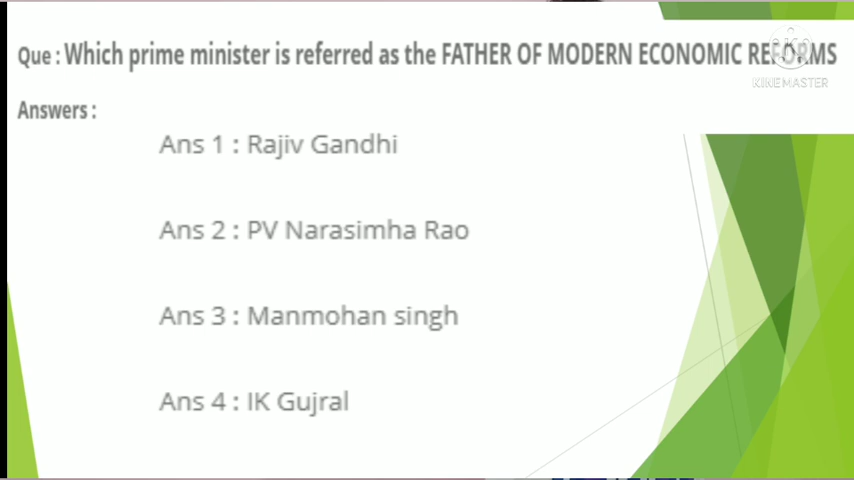 Que : Which prime minister is referred as the FATHER OF MODERN ECONOMIC REFORMS
KINEMASTER
Answers :
Ans 1 : Rajiv Gandhi
Ans 2 : PV Narasimha Rao
Ans 3 : Manmohan singh
Ans 4 : IK Gujral